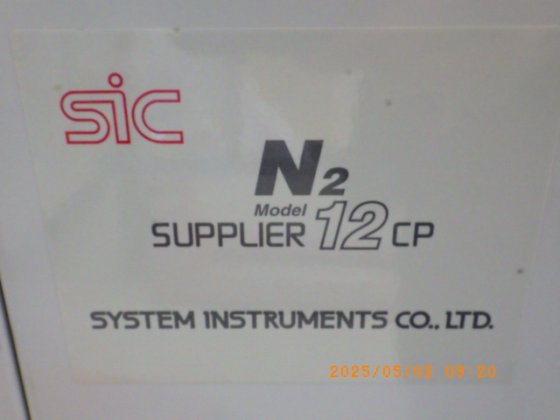 SIC
N2
Model
SUPPLIER 12 CP
SYSTEM INSTRUMENTS CO., LTD.
2025/05/02 09:20